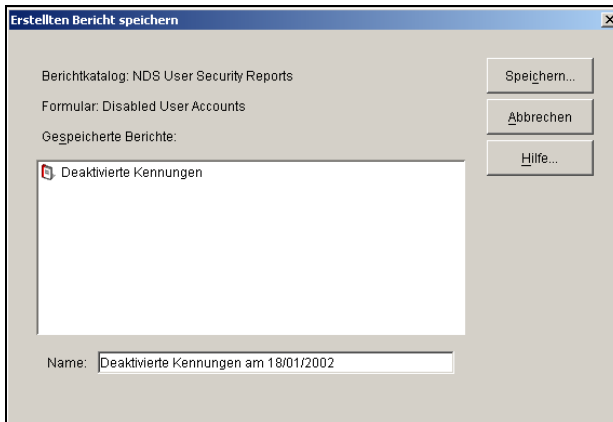 Erstellten Bericht speichern
Berichtkatalog: NDS User Security Reports
Formular: Disabled User Accounts
Gespeicherte Berichte:
Deaktivierte Kennungen
Name: Deaktivierte Kennungen am 18/01/2002
Speichern...
Abbrechen
Hilfe...